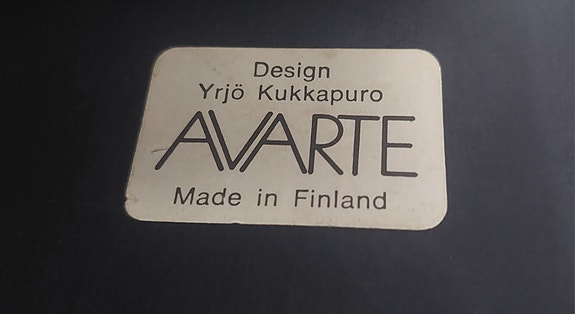 Design
Yrjö Kukkapuro
AVARTE
Made in Finland